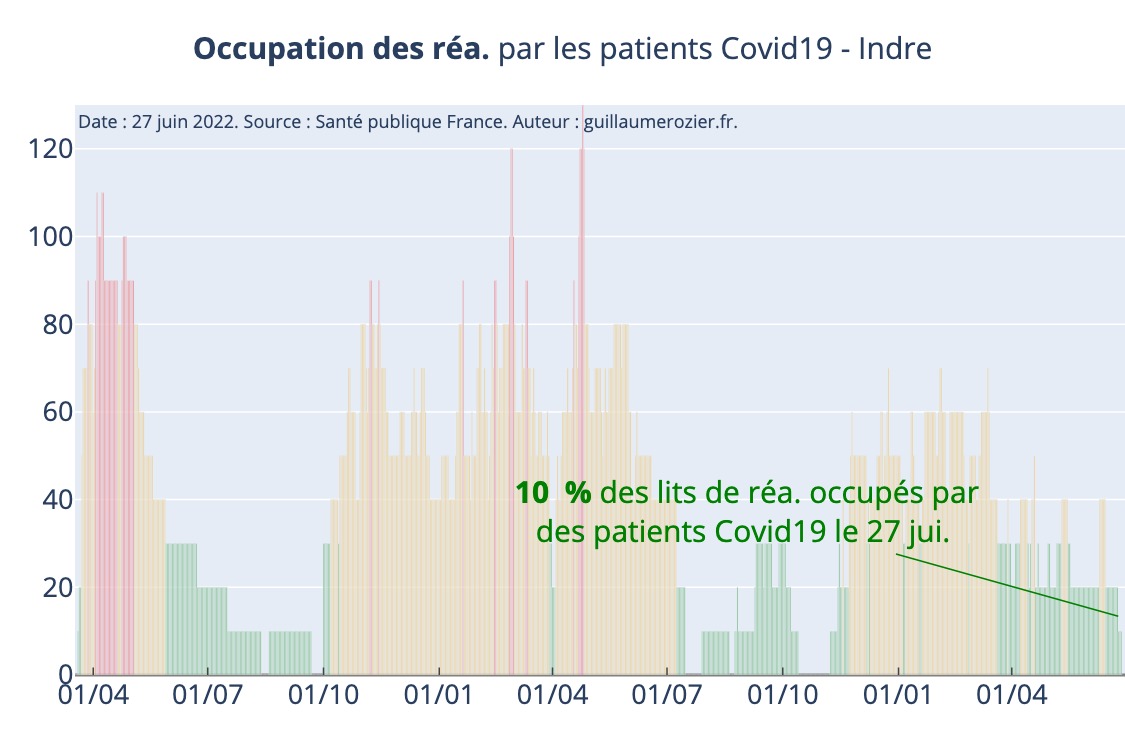 Occupation des réa. par les patients Covid19 - Indre
Date : 27 juin 2022. Source : Santé publique France. Auteur : guillaumerozier.fr.
120
100
80
60
40
20
0
10 % des lits de réa. occupés par
des patients Covid19 le 27 jui.
01/04 01/07 01/10 01/01 01/04 01/07 01/10 01/01 01/04